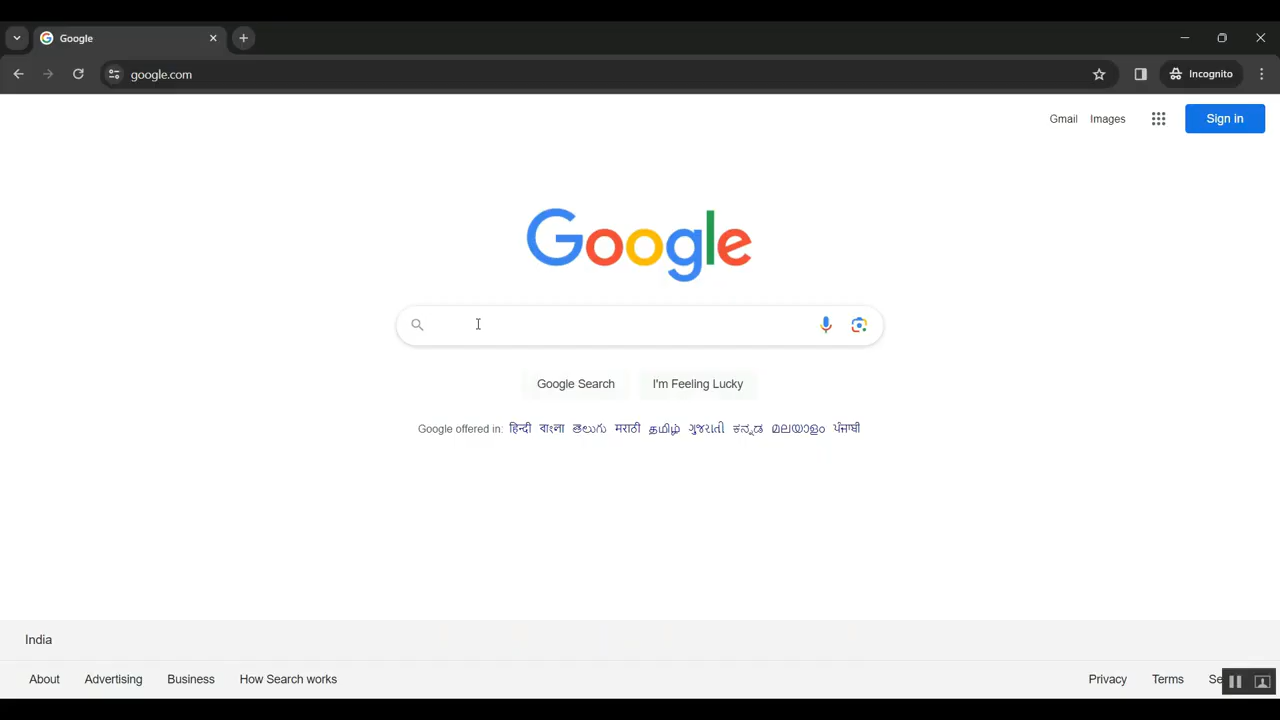 Google
google.com
Incognito
Gmail Images Sign in
Google
Google Search I'm Feeling Lucky
Google offered in: हिन्दी বাংলা తెలుగు मराठी தமிழ் ગુજરાતી ಕನ್ನಡ മലയാളം ਪੰਜਾਬੀ
India
About Advertising Business How Search works Privacy Terms Se